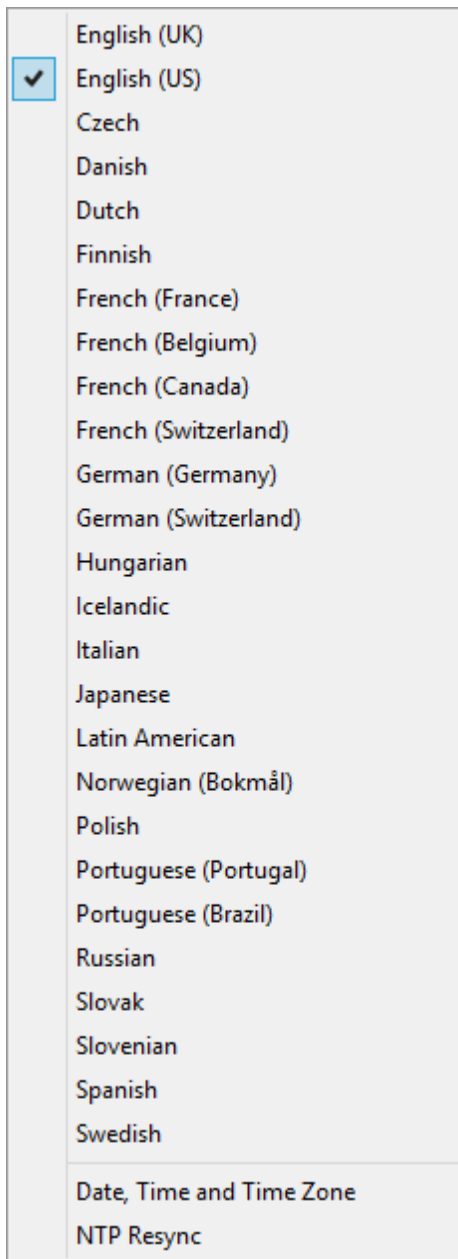 English (UK)
English (US)
Czech
Danish
Dutch
Finnish
French (France)
French (Belgium)
French (Canada)
French (Switzerland)
German (Germany)
German (Switzerland)
Hungarian
Icelandic
Italian
Japanese
Latin American
Norwegian (Bokmål)
Polish
Portuguese (Portugal)
Portuguese (Brazil)
Russian
Slovak
Slovenian
Spanish
Swedish
Date, Time and Time Zone
NTP Resync